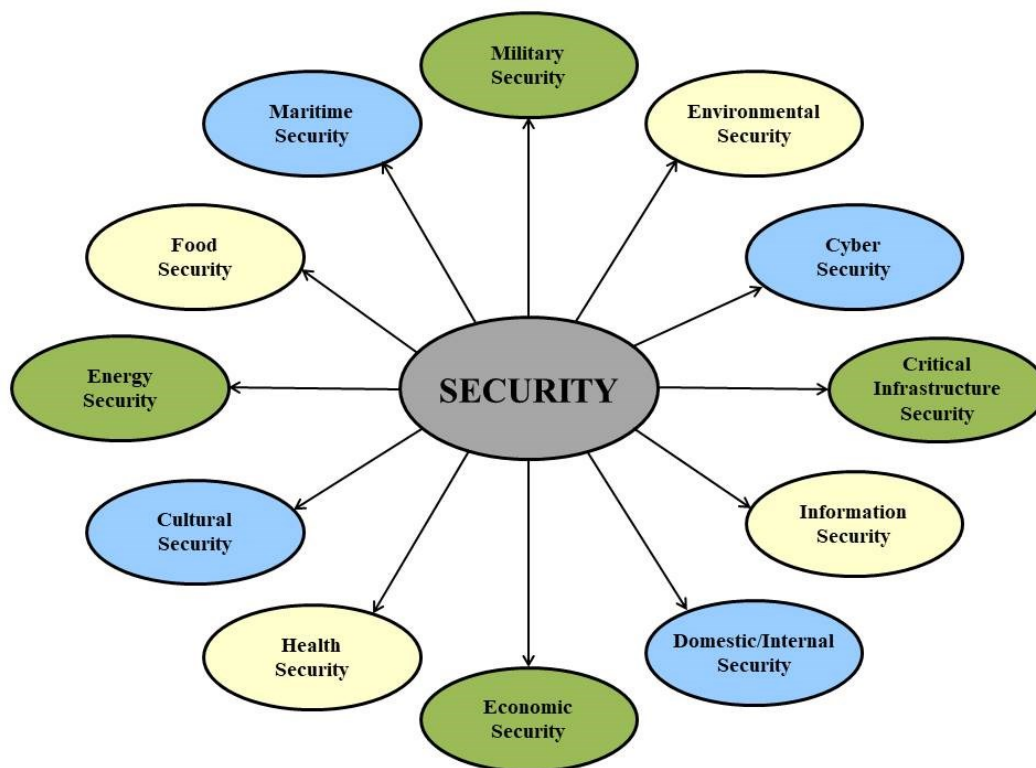 Military
Security
Environmental
Security
Cyber
Security
Critical
Infrastructure
Security
Information
Security
Domestic/Internal
Security
Economic
Security
Health
Security
Cultural
Security
Energy
Security
Food
Security
Maritime
Security
SECURITY